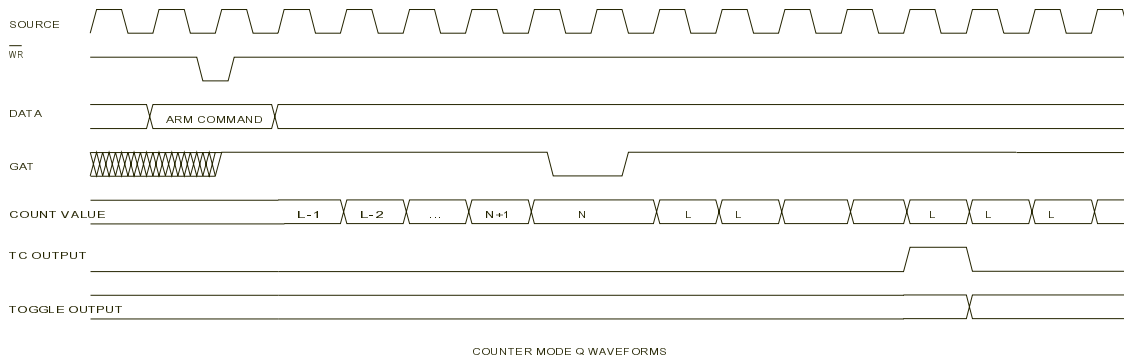 SOURCE
WR
DATA
ARM COMMAND
GAT
COUNT VALUE L-1 L-2 ... N+1 N L L L L L
TC OUTPUT
TOGGLE OUTPUT
COUNTER MODE Q WAVEFORMS